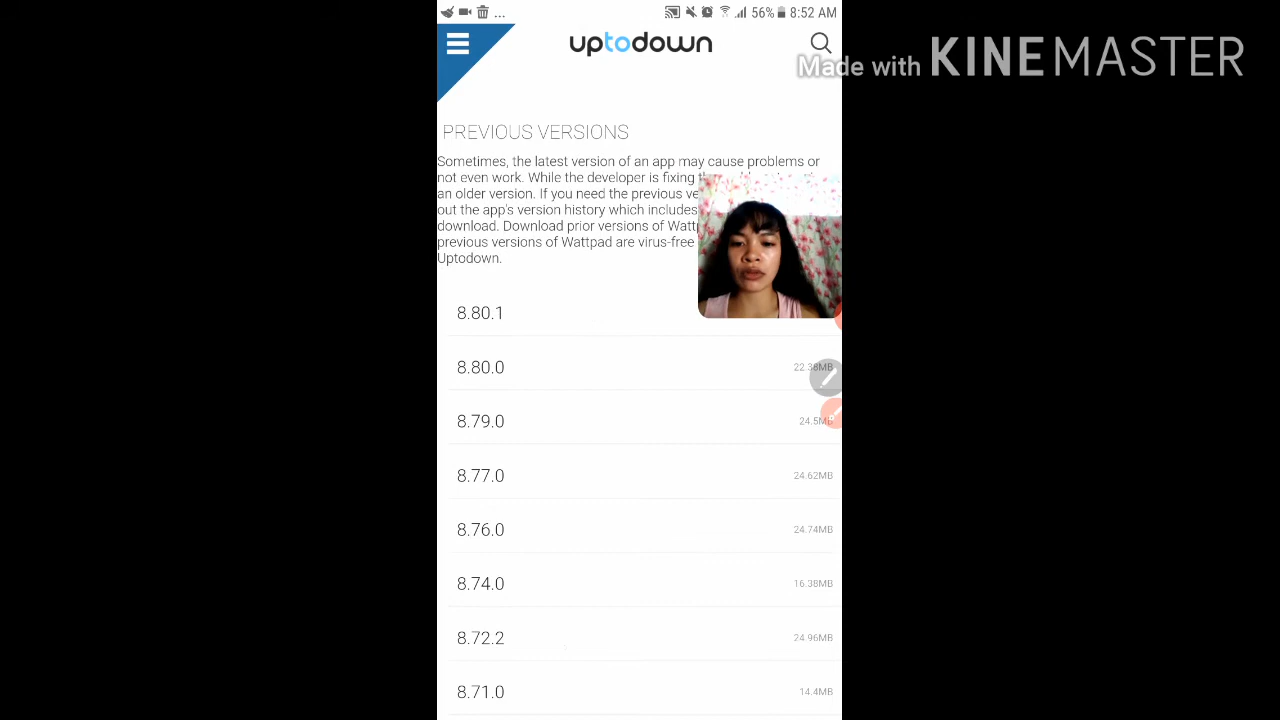 ... 56% 8:52 AM
uptodown
Made with KINEMASTER
PREVIOUS VERSIONS
Sometimes, the latest version of an app may cause problems or
not even work. While the developer is fixing
an older version. If you need the previous
out the app's version history which includes
download. Download prior versions of
previous versions of Wattpad are virus-free
Uptodown.
8.80.1
8.80.0 22.38MB
8.79.0 24.5MB
8.77.0 24.62MB
8.76.0 24.74MB
8.74.0 16.38MB
8.72.2 24.96MB
8.71.0 14.4MB